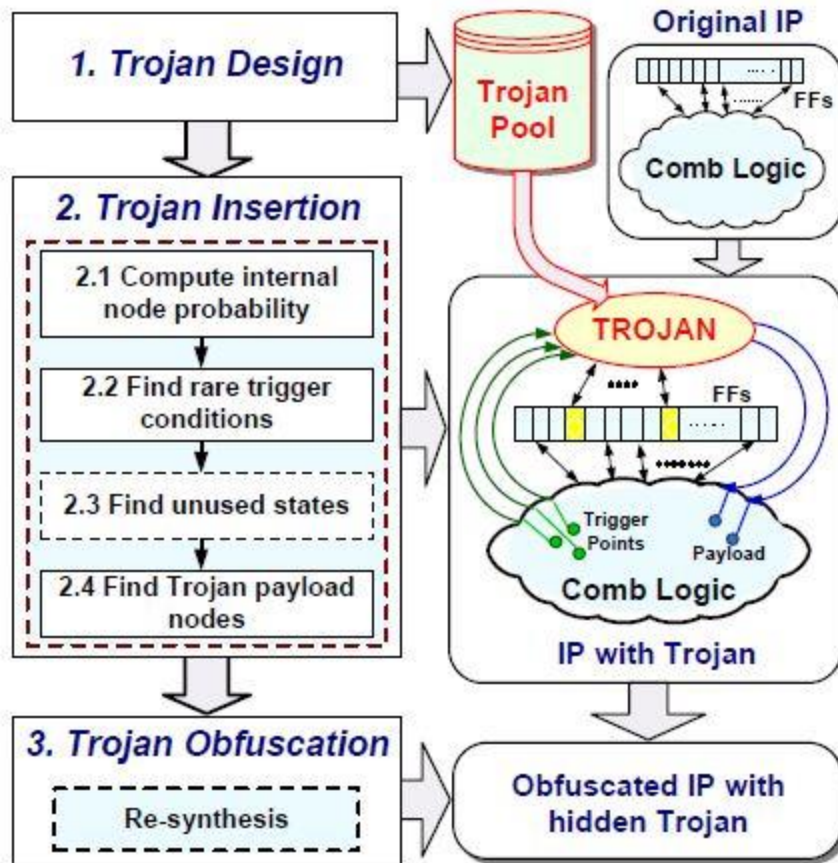 1. Trojan Design
Trojan
Pool
Original IP
FFs
Comb Logic
2. Trojan Insertion
2.1 Compute internal
node probability
2.2 Find rare trigger
conditions
2.3 Find unused states
2.4 Find Trojan payload
nodes
TROJAN
FFs
Trigger
Points
Payload
Comb Logic
IP with Trojan
3. Trojan Obfuscation
Re-synthesis
Obfuscated IP with
hidden Trojan